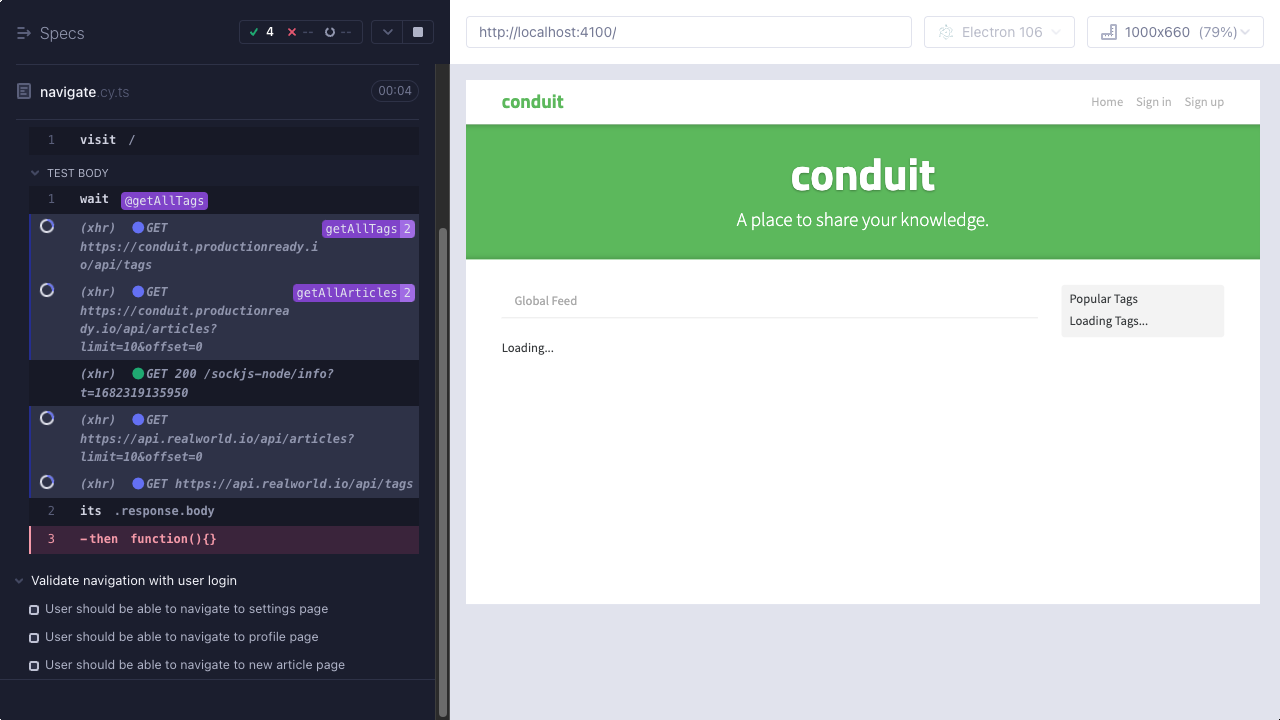 Specs
4
--
--
navigate.cy.ts
00:04
1 visit /
TEST BODY
1 wait @getAllTags
(xhr) GET getAllTags 2
https://conduit.productionready.i
o/api/tags
(xhr) GET getAllArticles 2
https://conduit.productionrea
dy.io/api/articles?
limit=10&offset=0
(xhr) GET 200 /sockjs-node/info?
t=1682319135950
(xhr) GET
https://api.realworld.io/api/articles?
limit=10&offset=0
(xhr) GET https://api.realworld.io/api/tags
2 its .response.body
3 -then function(){}
Validate navigation with user login
User should be able to navigate to settings page
User should be able to navigate to profile page
User should be able to navigate to new article page
http://localhost:4100/
Electron 106
1000x660 (79%)
conduit
Home Sign in Sign up
conduit
A place to share your knowledge.
Global Feed
Loading...
Popular Tags
Loading Tags...